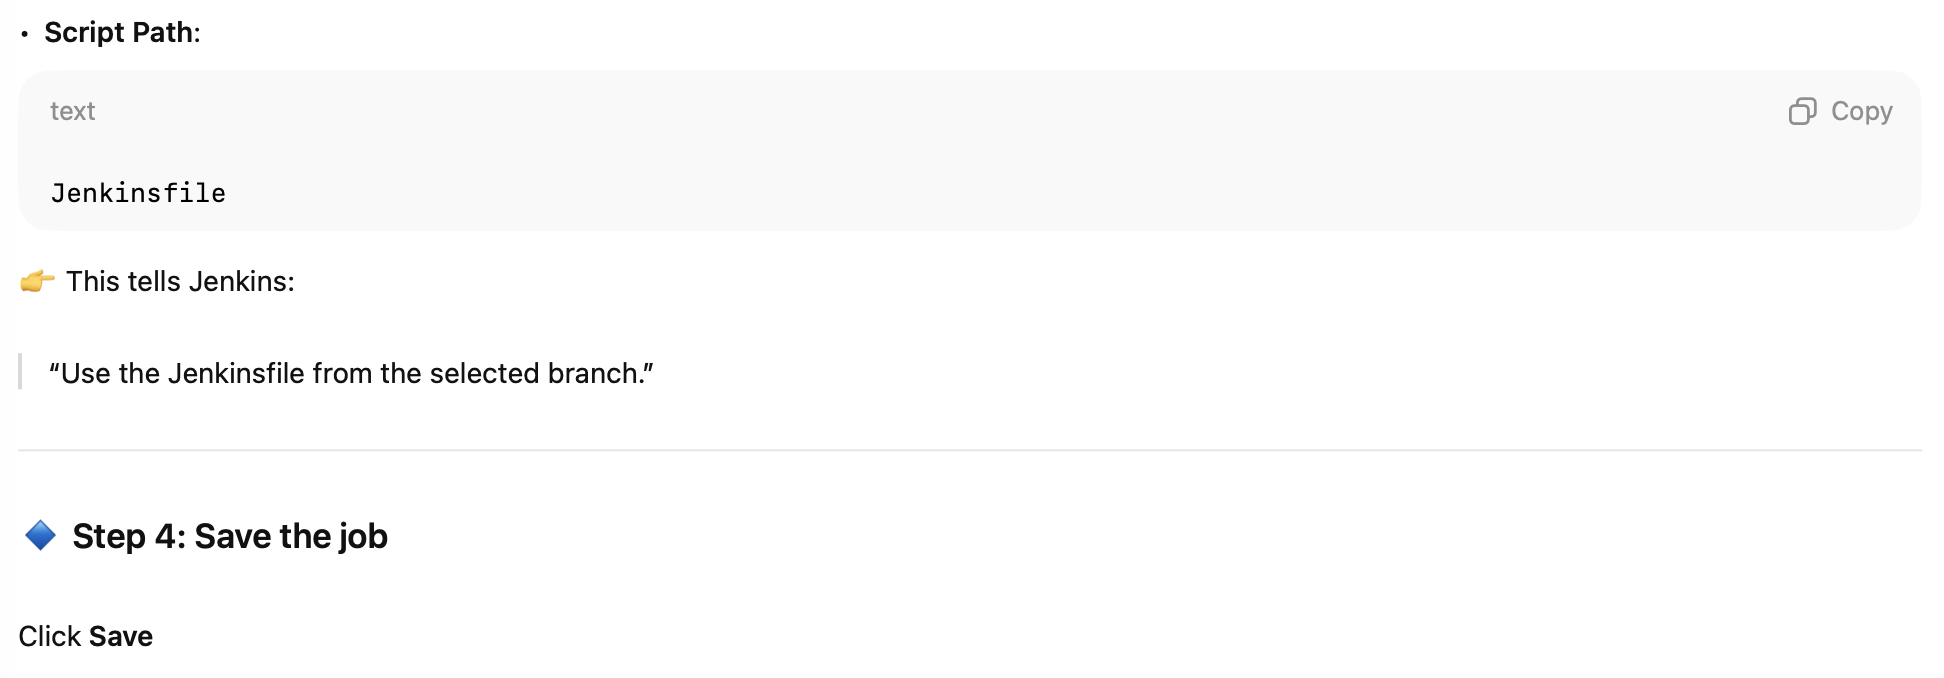 • Script Path:
text
Copy
Jenkinsfile
👉 This tells Jenkins:
“Use the Jenkinsfile from the selected branch.”
🔷 Step 4: Save the job
Click Save